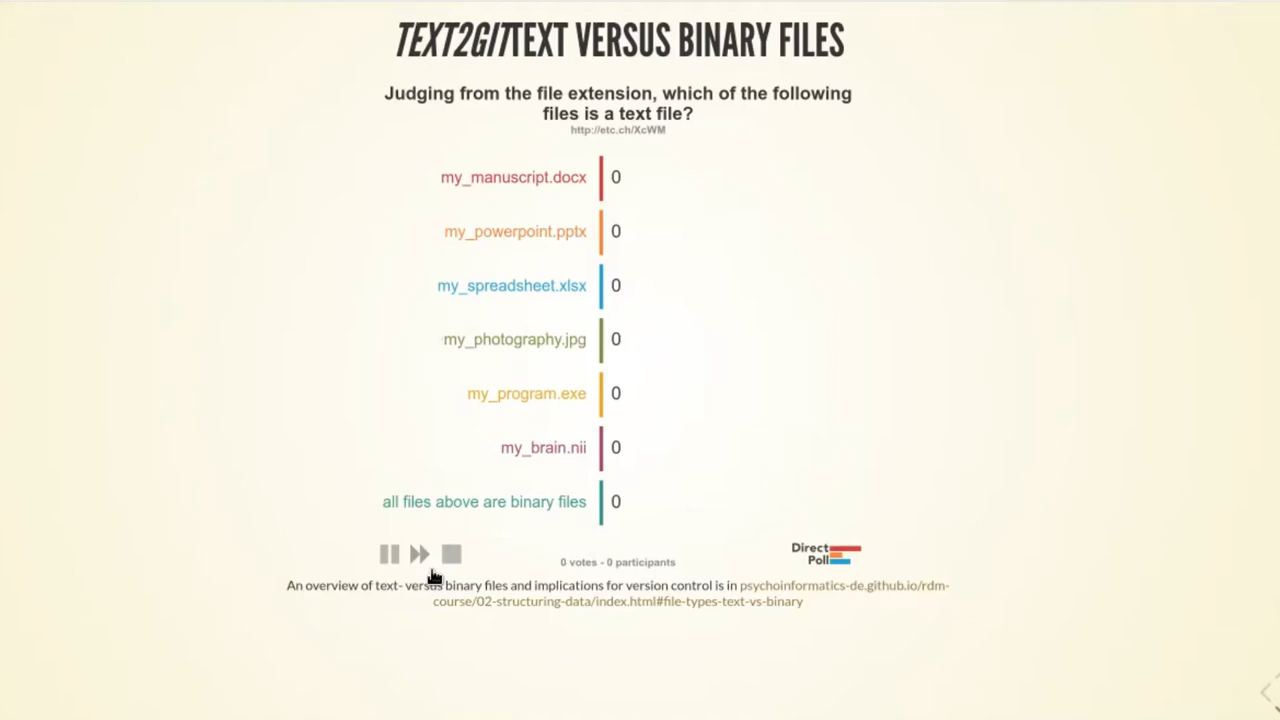 TEXT2GITTEXT VERSUS BINARY FILES
Judging from the file extension, which of the following
files is a text file?
http://etc.ch/XcWM
my_manuscript.docx 0
my_powerpoint.pptx 0
my_spreadsheet.xlsx 0
my_photography.jpg 0
my_program.exe 0
my_brain.nii 0
all files above are binary files 0
0 votes - 0 participants
Direct
Poll
An overview of text- versus binary files and implications for version control is in psychoinformatics-de.github.io/rdm-
course/02-structuring-data/index.html#file-types-text-vs-binary